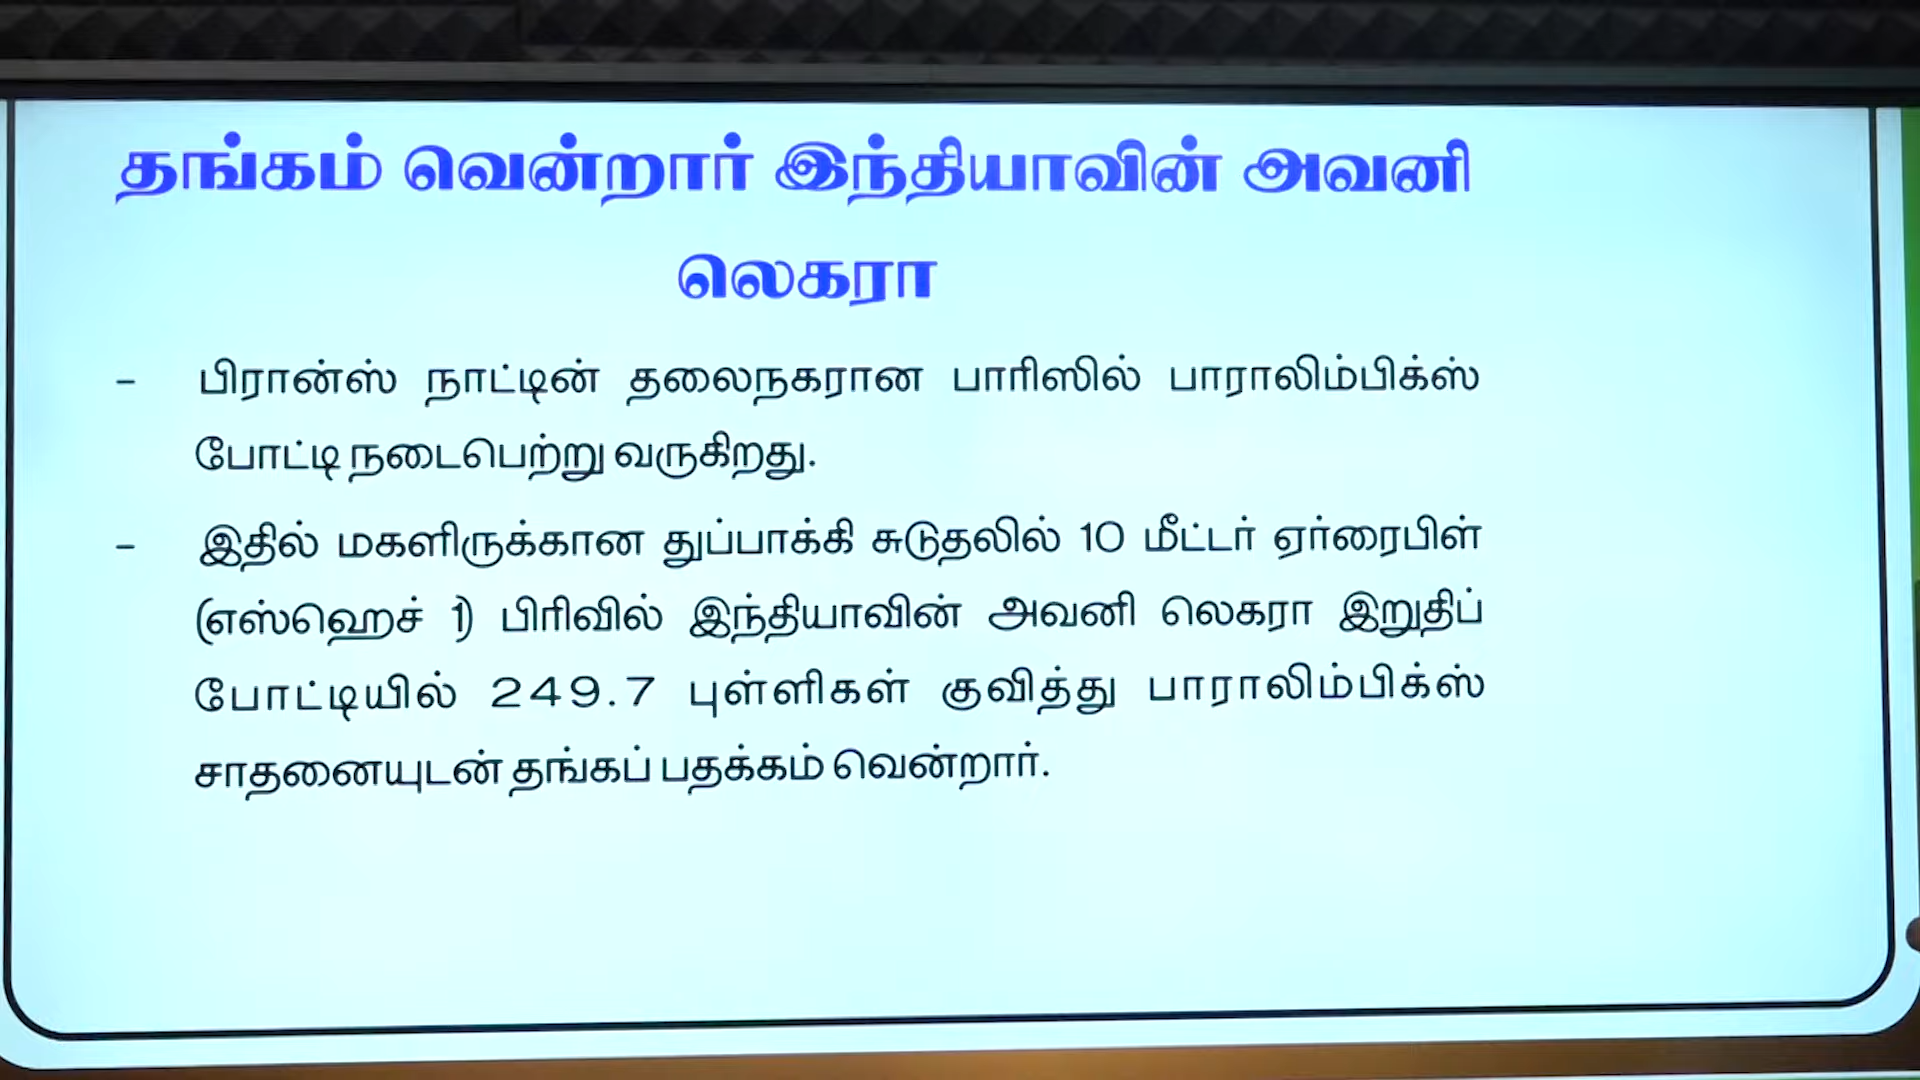 தங்கம் வென்றார் இந்தியாவின் அவனி
லெகரா
- பிரான்ஸ் நாட்டின் தலைநகரான பாரிஸில் பாராலிம்பிக்ஸ்
போட்டி நடைபெற்று வருகிறது.
- இதில் மகளிருக்கான துப்பாக்கி சுடுதலில் 10 மீட்டர் ஏர்ரைபிள்
(எஸ்ஹெச் 1) பிரிவில் இந்தியாவின் அவனி லெகரா இறுதிப்
போட்டியில் 249.7 புள்ளிகள் குவித்து பாராலிம்பிக்ஸ்
சாதனையுடன் தங்கப் பதக்கம் வென்றார்.